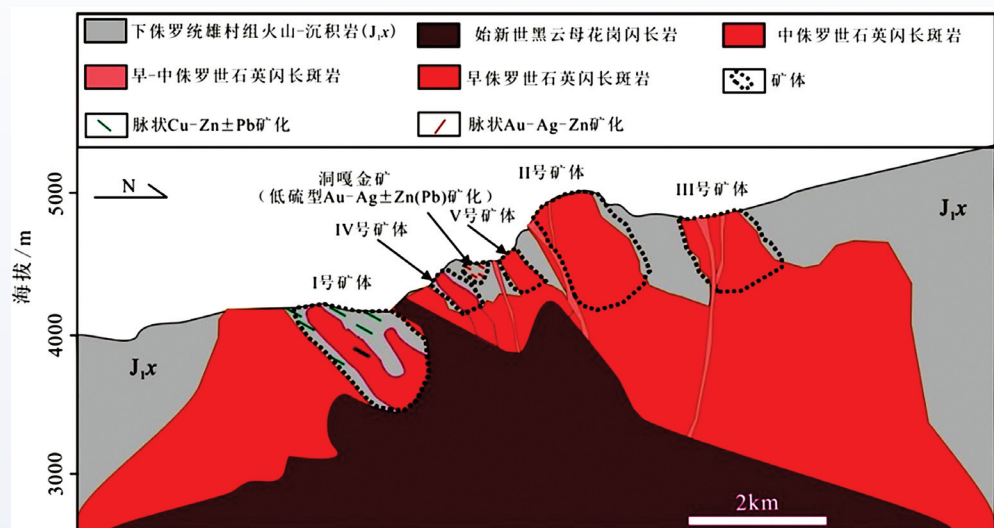 下侏罗统雄村组火山-沉积岩(J₁x)
始新世黑云母花岗闪长岩
中侏罗世石英闪长斑岩
早-中侏罗世石英闪长斑岩
早侏罗世石英闪长斑岩
矿体
脉状Cu-Zn±Pb矿化
脉状Au-Ag-Zn矿化
N
海拔/m
5000
4000
3000
洞嘎金矿
(低硫型Au-Ag±Zn(Pb)矿化)
II号矿体
III号矿体
IV号矿体
V号矿体
I号矿体
J₁x
J₁x
2km